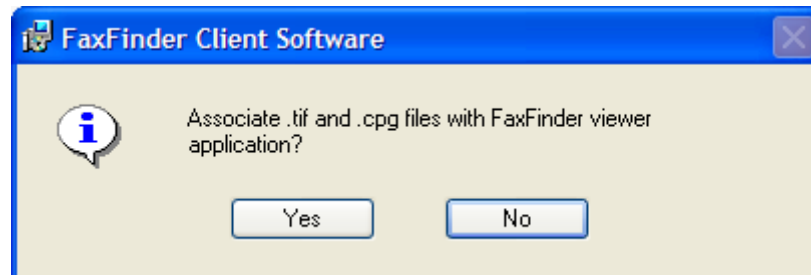 FaxFinder Client Software
Associate .tif and .cpg files with FaxFinder viewer
application?
Yes No